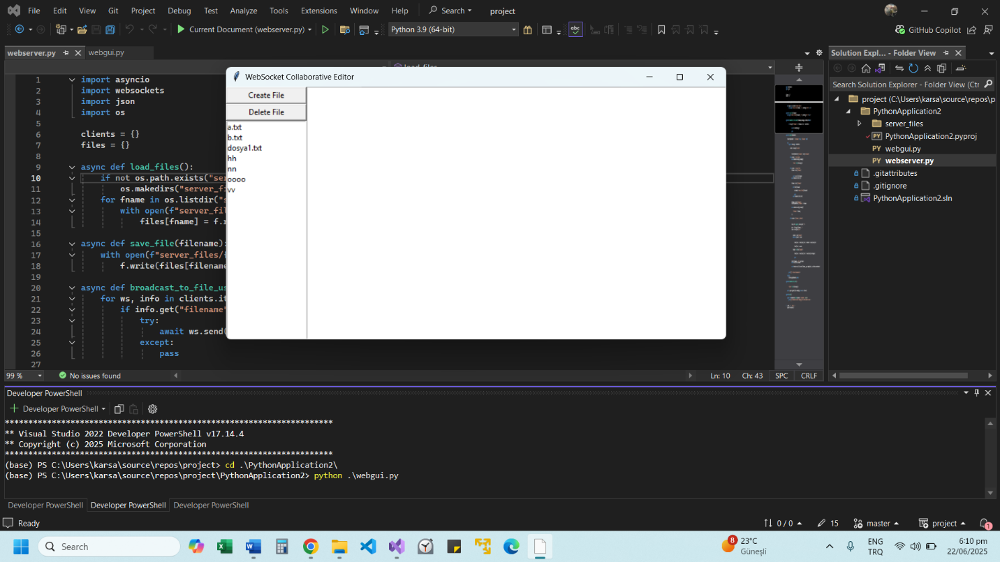 File Edit View Git Project Debug Test Analyze Tools Extensions Window Help Search project
Current Document (webserver.py) Python 3.9 (64-bit) abc GitHub Copilot
webserver.py webgui.py Solution Expl... - Folder View
WebSocket Collaborative Editor
Create File
Delete File
a.txt
b.txt
dosya1.txt
hh
nn
oooo
vv
1 import asyncio
2 import websockets
3 import json
4 import os
5
6 clients = {}
7 files = {}
8
9 async def load_files():
10 if not os.path.exists("se
11 os.makedirs("server_f
12 for fname in os.listdir("s
13 with open(f"server_fil
14 files[fname] = f.r
15
16 async def save_file(filename):
17 with open(f"server_files/
18 f.write(files[filename
19
20 async def broadcast_to_file_us
21 for ws, info in clients.it
22 if info.get("filename"
23 try:
24 await ws.send(
25 except:
26 pass
27
Search Solution Explorer - Folder View (Ctr
project (C:\Users\karsa\source\repos\p
PythonApplication2
server_files
PythonApplication2.pyproj
PY webgui.py
PY webserver.py
.gitattributes
.gitignore
PythonApplication2.sln
99 % No issues found Ln: 10 Ch: 43 SPC CRLF
Developer PowerShell
Developer PowerShell
**********************************************************************
** Visual Studio 2022 Developer PowerShell v17.14.4
** Copyright (c) 2025 Microsoft Corporation
**********************************************************************
(base) PS C:\Users\karsa\source\repos\project> cd .\PythonApplication2\
(base) PS C:\Users\karsa\source\repos\project\PythonApplication2> python .\webgui.py
Developer PowerShell Developer PowerShell Developer PowerShell
Ready 0 / 0 15 master project 1
Search 8 23°C Güneşli ENG TRQ 6:10 pm 22/06/2025